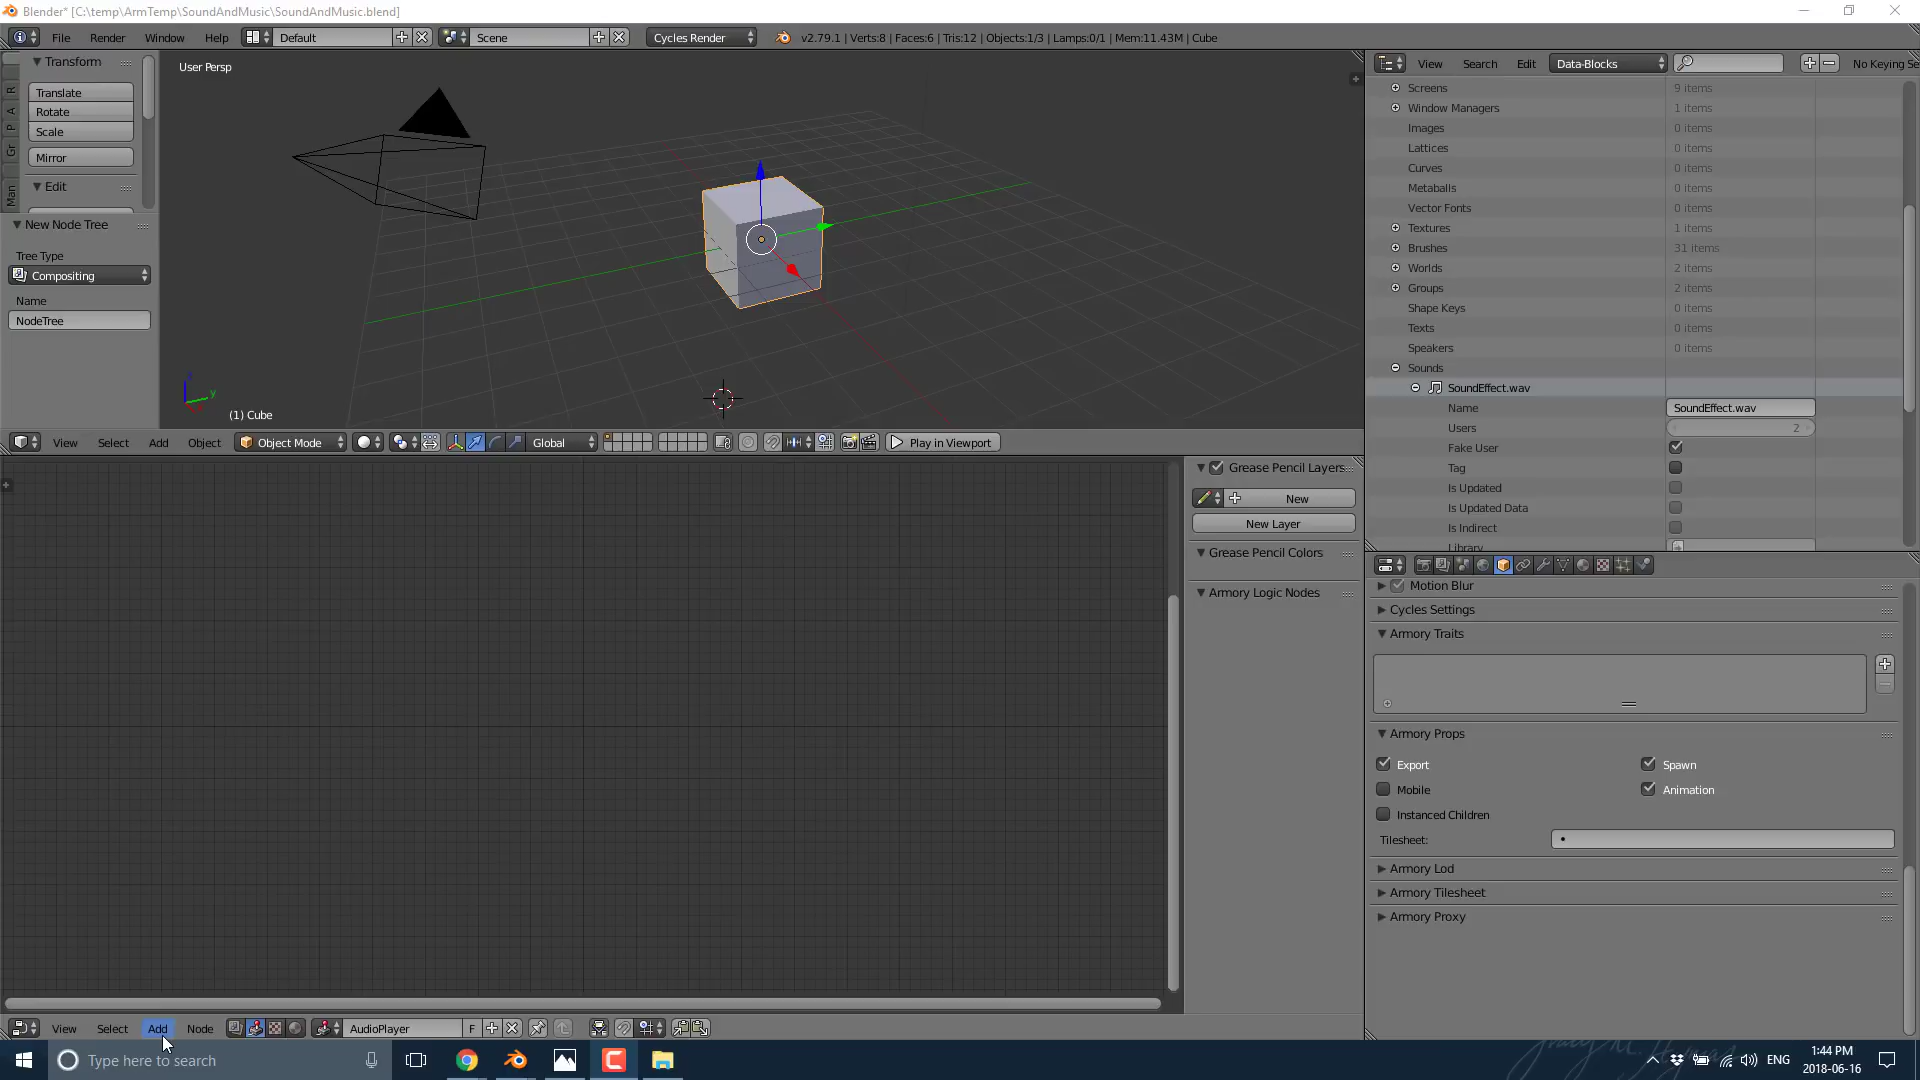 Blender* [C:\temp\ArmTemp\SoundAndMusic\SoundAndMusic.blend]
File Render Window Help Default Scene Cycles Render v2.79.1 | Verts:8 | Faces:6 | Tris:12 | Objects:1/3 | Lamps:0/1 | Mem:11.43M | Cube
Transform
Translate
Rotate
Scale
Mirror
Edit
R
A
P
Gr
Man
New Node Tree
Tree Type
Compositing
Name
NodeTree
User Persp
y
(1) Cube
View Select Add Object Object Mode Global Play in Viewport
Grease Pencil Layers
New
New Layer
Grease Pencil Colors
Armory Logic Nodes
View Select Add Node AudioPlayer F
View Search Edit Data-Blocks No Keying Se
Screens 9 items
Window Managers 1 items
Images 0 items
Lattices 0 items
Curves 0 items
Metaballs 0 items
Vector Fonts 0 items
Textures 1 items
Brushes 31 items
Worlds 2 items
Groups 2 items
Shape Keys 0 items
Texts 0 items
Speakers 0 items
Sounds
SoundEffect.wav
Name SoundEffect.wav
Users 2
Fake User
Tag
Is Updated
Is Updated Data
Is Indirect
Library
Motion Blur
Cycles Settings
Armory Traits
Armory Props
Export Spawn
Mobile Animation
Instanced Children
Tilesheet:
Armory Lod
Armory Tilesheet
Armory Proxy
Type here to search
ENG
1:44 PM
2018-06-16